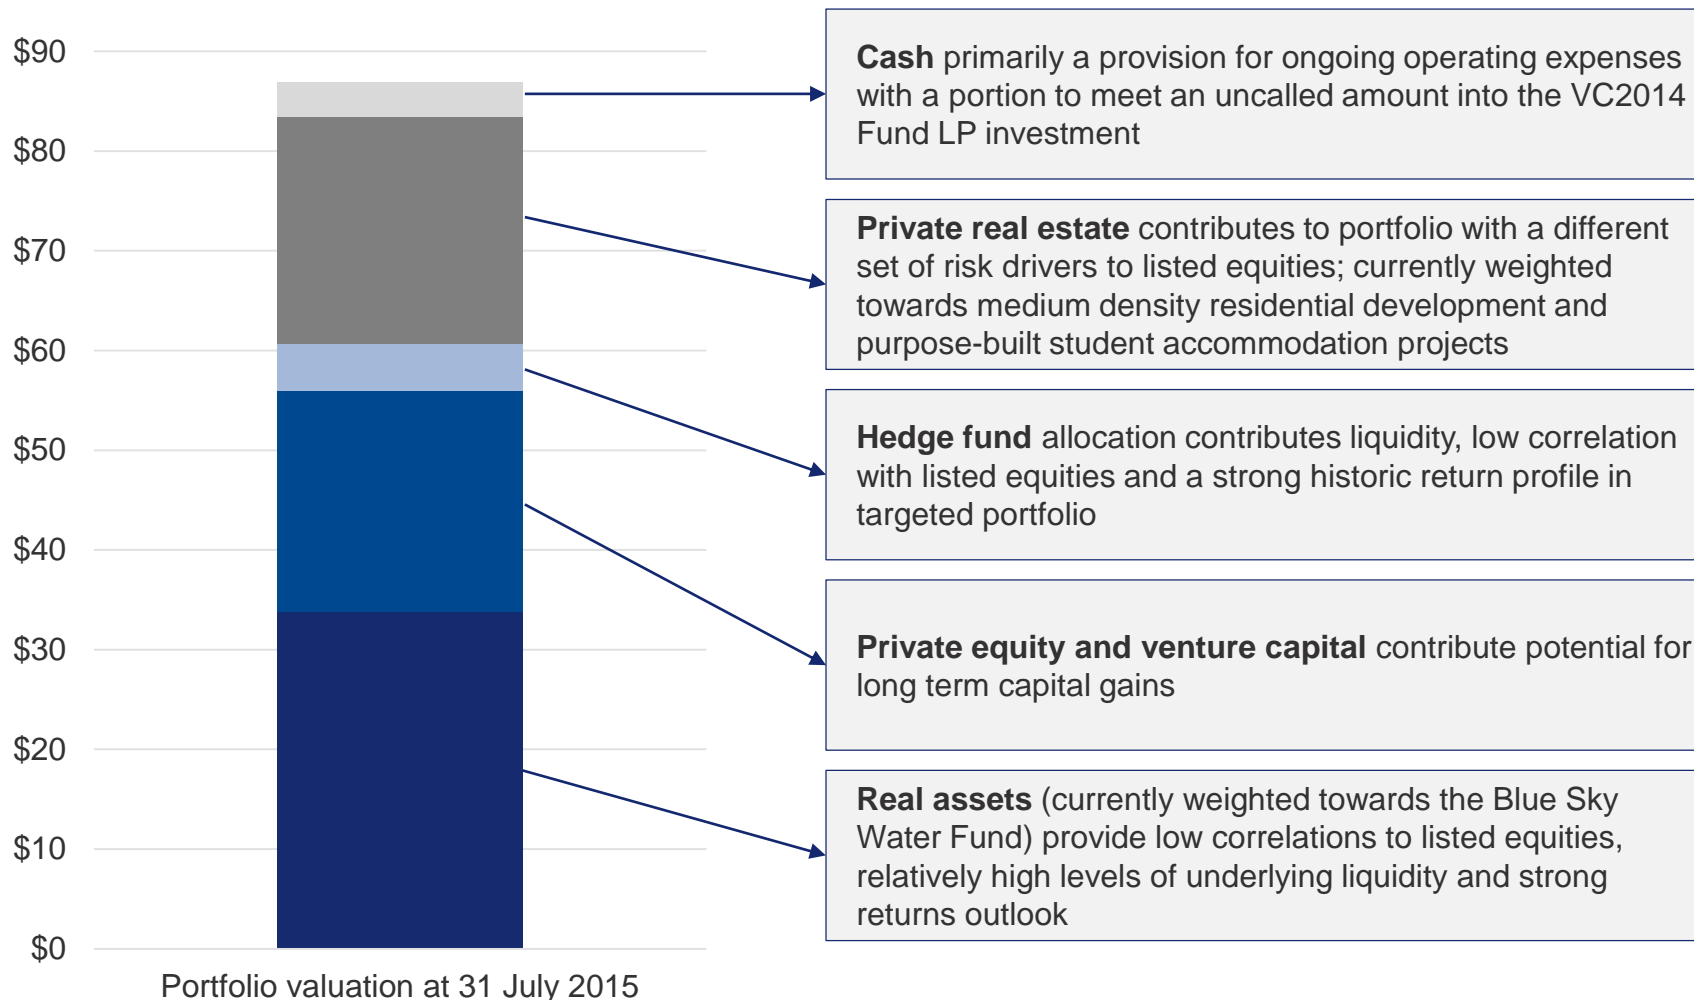 $90
$80
$70
$60
$50
$40
$30
$20
$10
$0
Portfolio valuation at 31 July 2015
Cash primarily a provision for ongoing operating expenses
with a portion to meet an uncalled amount into the VC2014
Fund LP investment
Private real estate contributes to portfolio with a different
set of risk drivers to listed equities; currently weighted
towards medium density residential development and
purpose-built student accommodation projects
Hedge fund allocation contributes liquidity, low correlation
with listed equities and a strong historic return profile in
targeted portfolio
Private equity and venture capital contribute potential for
long term capital gains
Real assets (currently weighted towards the Blue Sky
Water Fund) provide low correlations to listed equities,
relatively high levels of underlying liquidity and strong
returns outlook